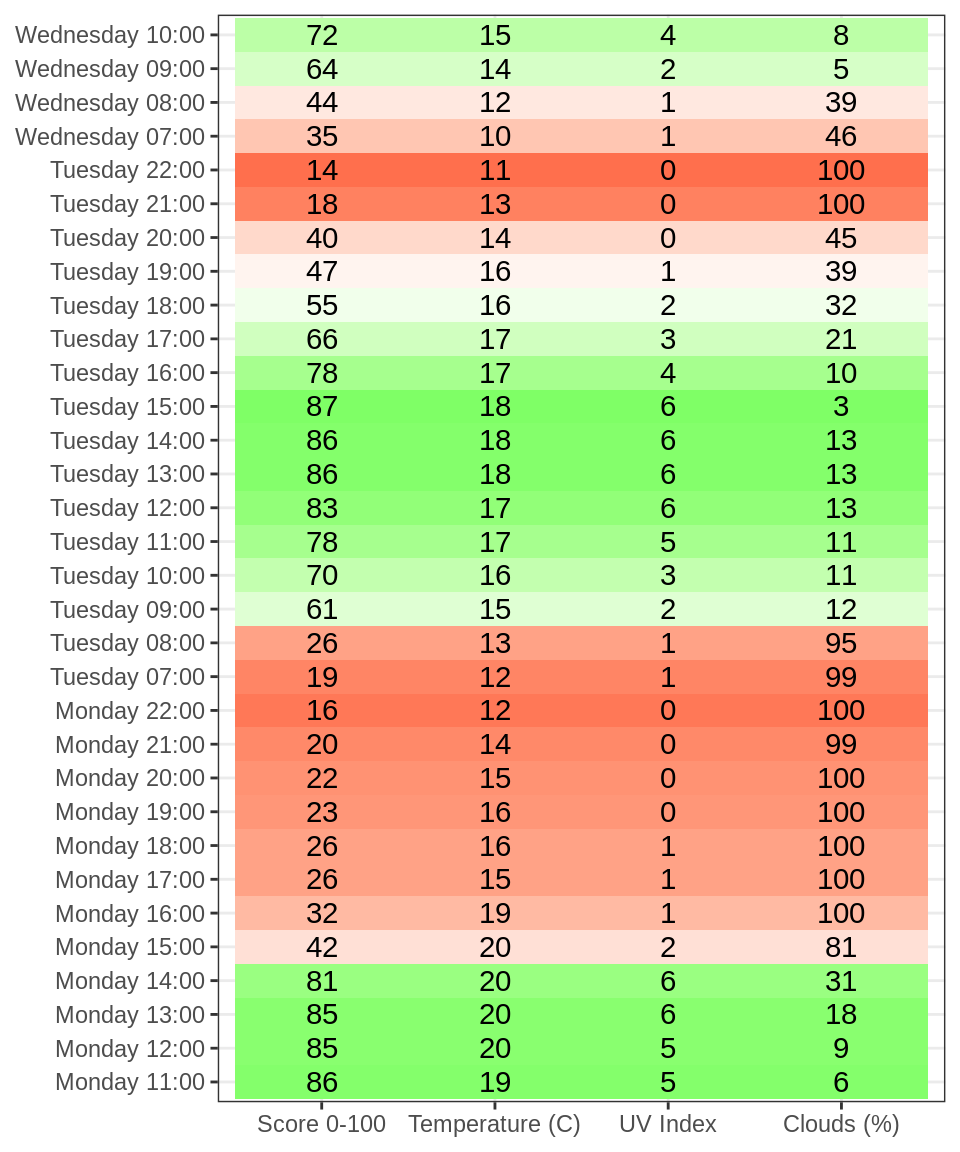 Wednesday 10:00 72 15 4 8
Wednesday 09:00 64 14 2 5
Wednesday 08:00 44 12 1 39
Wednesday 07:00 35 10 1 46
Tuesday 22:00 14 11 0 100
Tuesday 21:00 18 13 0 100
Tuesday 20:00 40 14 0 45
Tuesday 19:00 47 16 1 39
Tuesday 18:00 55 16 2 32
Tuesday 17:00 66 17 3 21
Tuesday 16:00 78 17 4 10
Tuesday 15:00 87 18 6 3
Tuesday 14:00 86 18 6 13
Tuesday 13:00 86 18 6 13
Tuesday 12:00 83 17 6 13
Tuesday 11:00 78 17 5 11
Tuesday 10:00 70 16 3 11
Tuesday 09:00 61 15 2 12
Tuesday 08:00 26 13 1 95
Tuesday 07:00 19 12 1 99
Monday 22:00 16 12 0 100
Monday 21:00 20 14 0 99
Monday 20:00 22 15 0 100
Monday 19:00 23 16 0 100
Monday 18:00 26 16 1 100
Monday 17:00 26 15 1 100
Monday 16:00 32 19 1 100
Monday 15:00 42 20 2 81
Monday 14:00 81 20 6 31
Monday 13:00 85 20 6 18
Monday 12:00 85 20 5 9
Monday 11:00 86 19 5 6
Score 0-100 Temperature (C) UV Index Clouds (%)